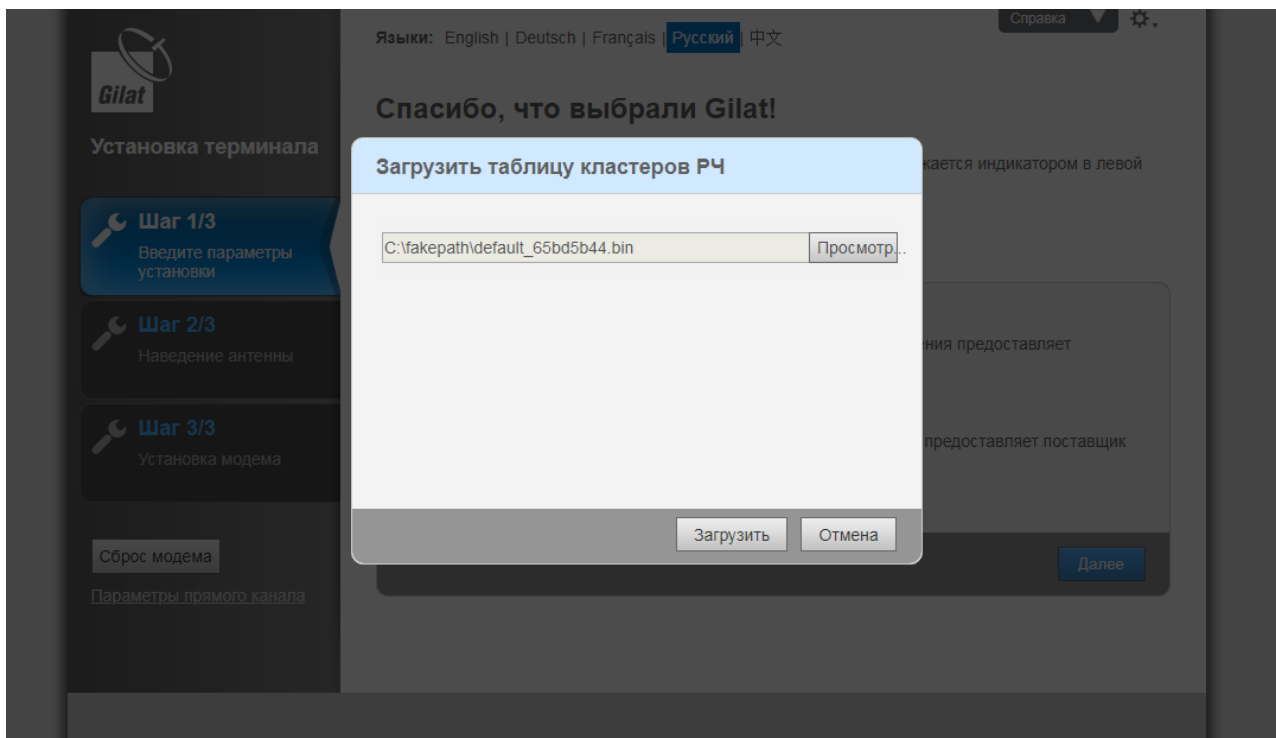 Gilat
Установка терминала
Шаг 1/3
Введите параметры
установки
Шаг 2/3
Наведение антенны
Шаг 3/3
Установка модема
Сброс модема
Параметры прямого канала
Справка
Языки: English | Deutsch | Français | Русский | 中文
Спасибо, что выбрали Gilat!
жается индикатором в левой
ния предоставляет
предоставляет поставщик
Далее
Загрузить таблицу кластеров РЧ
C:\fakepath\default_65bd5b44.bin
Просмотр...
Загрузить
Отмена